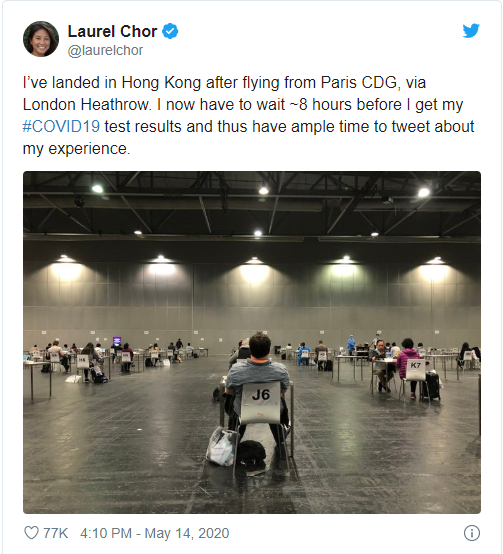 Laurel Chor
@laurelchor
I’ve landed in Hong Kong after flying from Paris CDG, via
London Heathrow. I now have to wait ~8 hours before I get my
#COVID19 test results and thus have ample time to tweet about
my experience.
H6
K7
J6
77K 4:10 PM - May 14, 2020